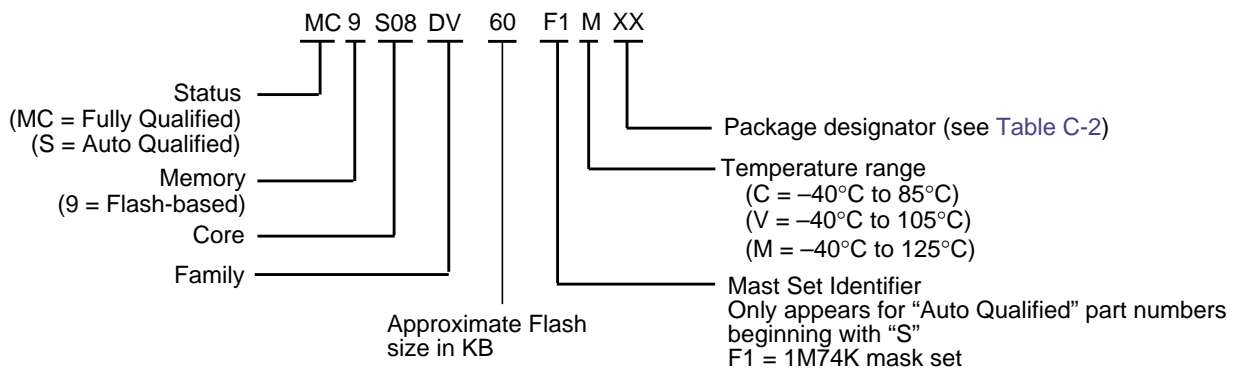 MC 9 S08 DV 60 F1 M XX
Status
(MC = Fully Qualified)
(S = Auto Qualified)
Memory
(9 = Flash-based)
Core
Family
Approximate Flash
size in KB
Package designator (see Table C-2)
Temperature range
(C = –40°C to 85°C)
(V = –40°C to 105°C)
(M = –40°C to 125°C)
Mast Set Identifier
Only appears for “Auto Qualified” part numbers
beginning with “S”
F1 = 1M74K mask set